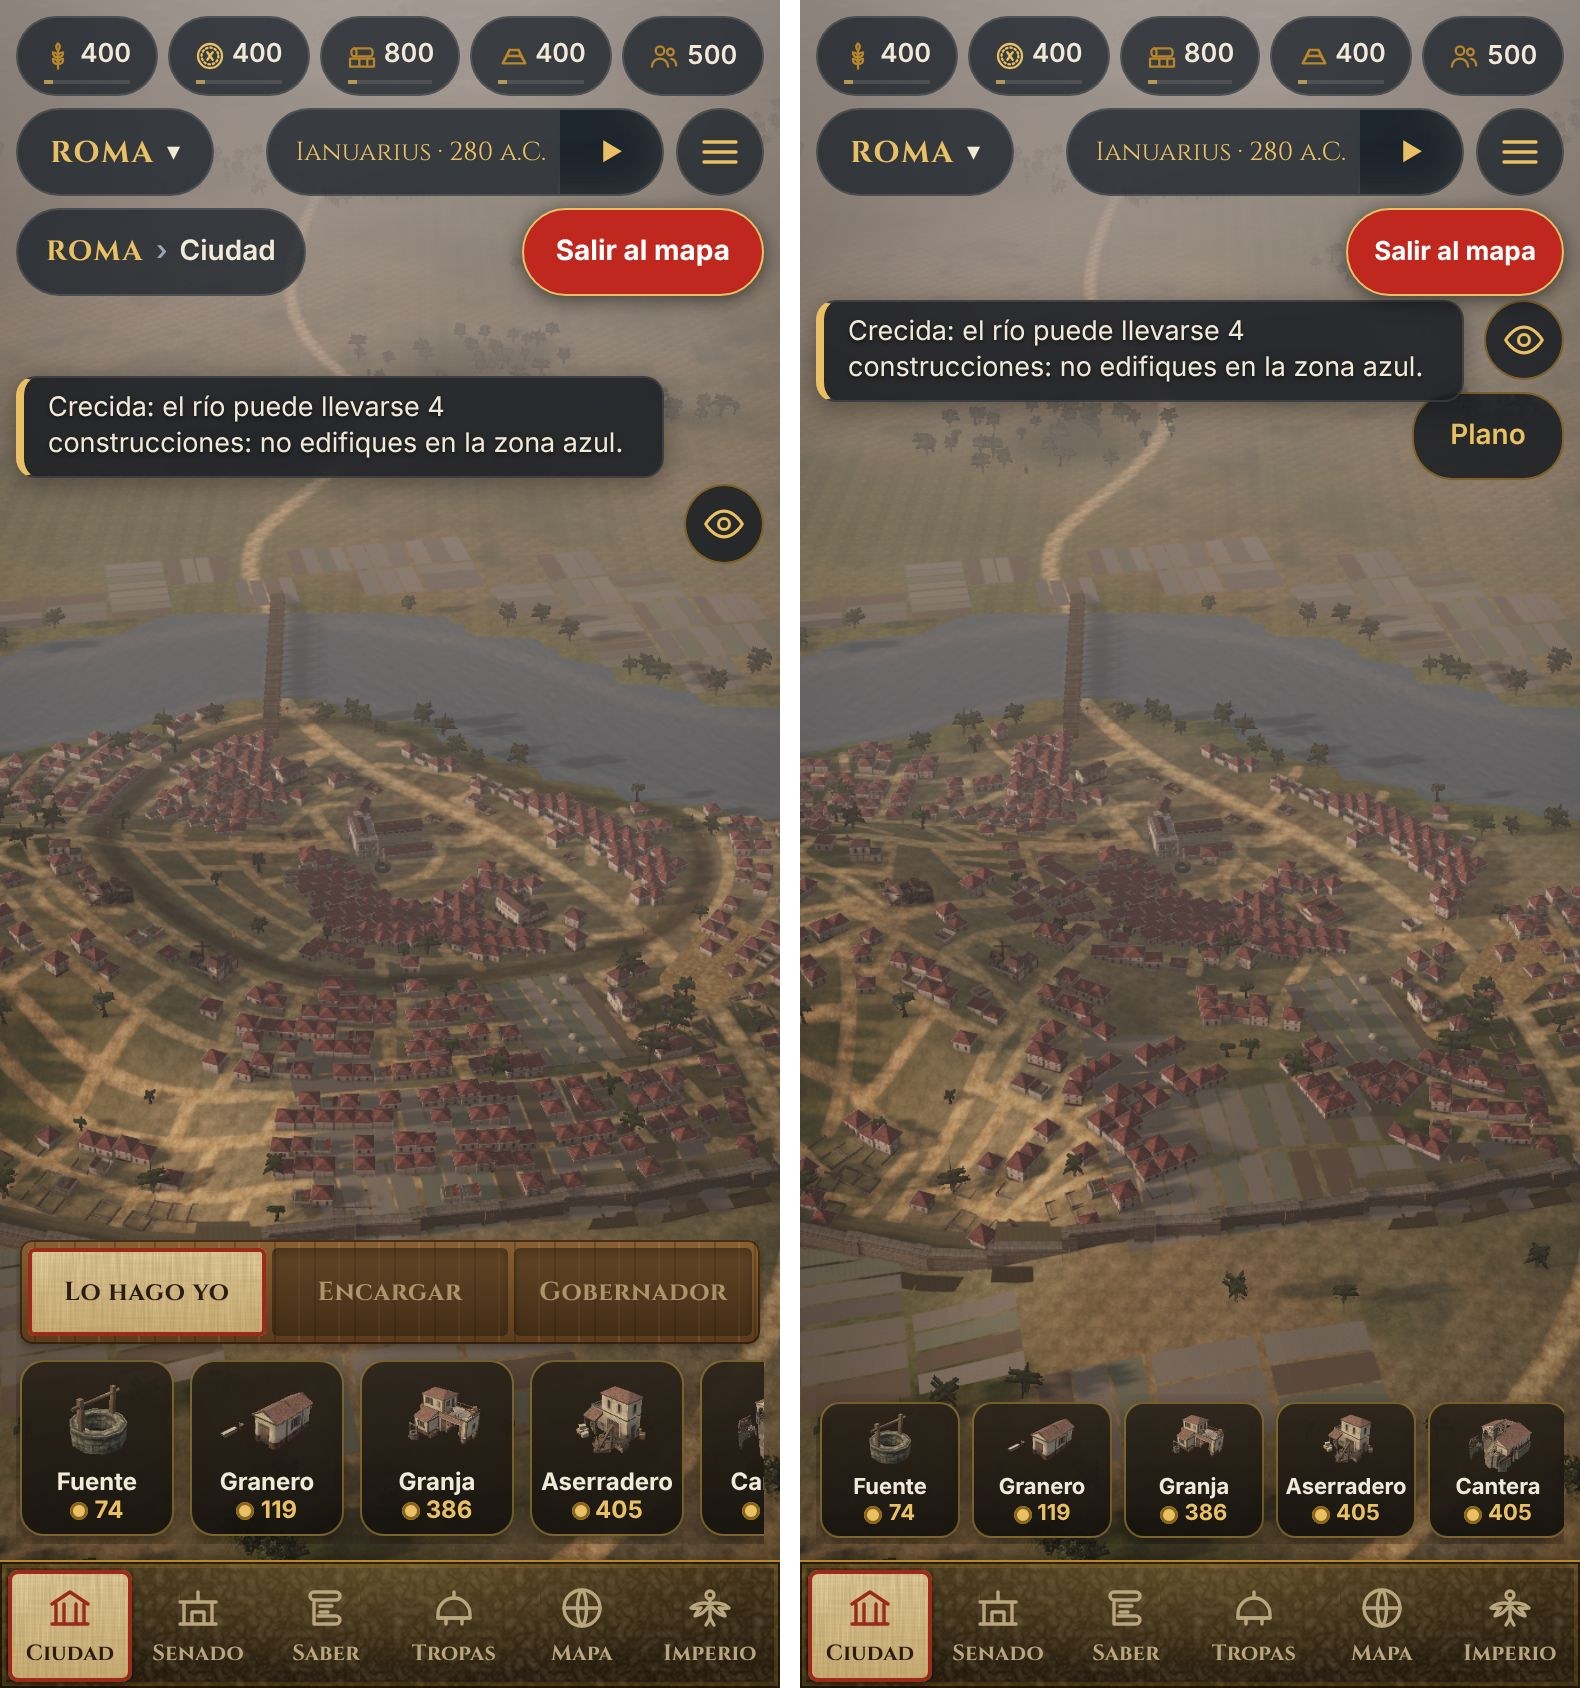 400 400 800 400 500
ROMA ▾ IANUARIUS · 280 A.C.
ROMA › Ciudad Salir al mapa
Crecida: el río puede llevarse 4
construcciones: no edifiques en la zona azul.
LO HAGO YO ENCARGAR GOBERNADOR
Fuente Granero Granja Aserradero Ca
74 119 386 405
CIUDAD SENADO SABER TROPAS MAPA IMPERIO
400 400 800 400 500
ROMA ▾ IANUARIUS · 280 A.C.
Salir al mapa
Crecida: el río puede llevarse 4
construcciones: no edifiques en la zona azul.
Plano
Fuente Granero Granja Aserradero Cantera
74 119 386 405 405
CIUDAD SENADO SABER TROPAS MAPA IMPERIO